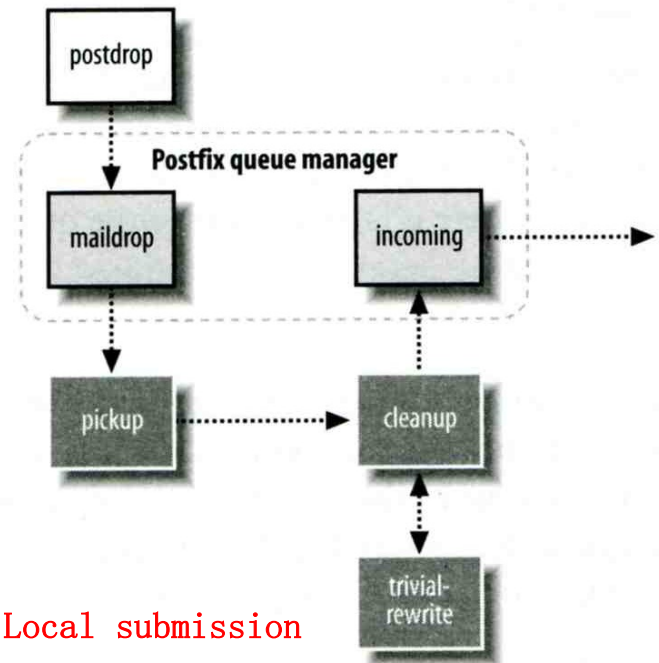 postdrop
Postfix queue manager
maildrop
incoming
pickup
cleanup
trivial-
rewrite
Local submission